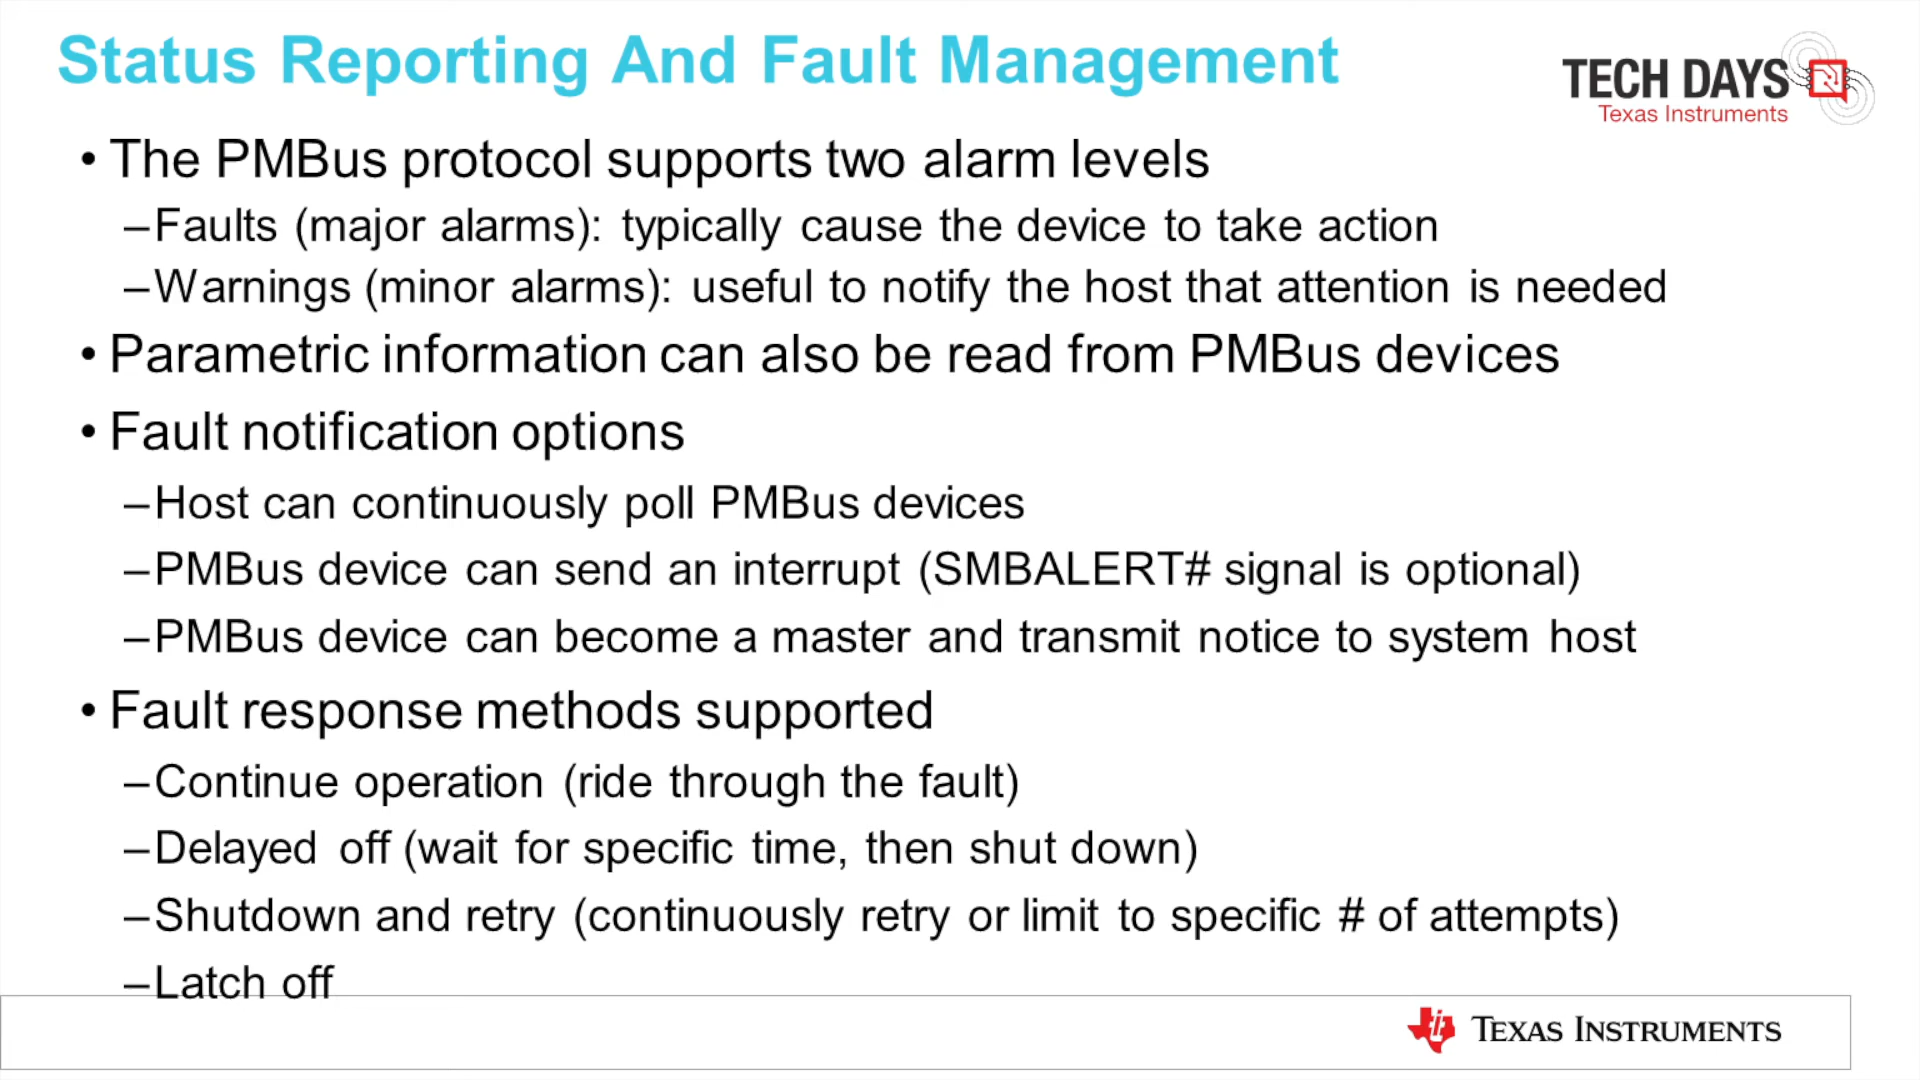 Status Reporting And Fault Management
TECH DAYS
Texas Instruments
• The PMBus protocol supports two alarm levels
–Faults (major alarms): typically cause the device to take action
–Warnings (minor alarms): useful to notify the host that attention is needed
• Parametric information can also be read from PMBus devices
• Fault notification options
–Host can continuously poll PMBus devices
–PMBus device can send an interrupt (SMBALERT# signal is optional)
–PMBus device can become a master and transmit notice to system host
• Fault response methods supported
–Continue operation (ride through the fault)
–Delayed off (wait for specific time, then shut down)
–Shutdown and retry (continuously retry or limit to specific # of attempts)
–Latch off
TEXAS INSTRUMENTS